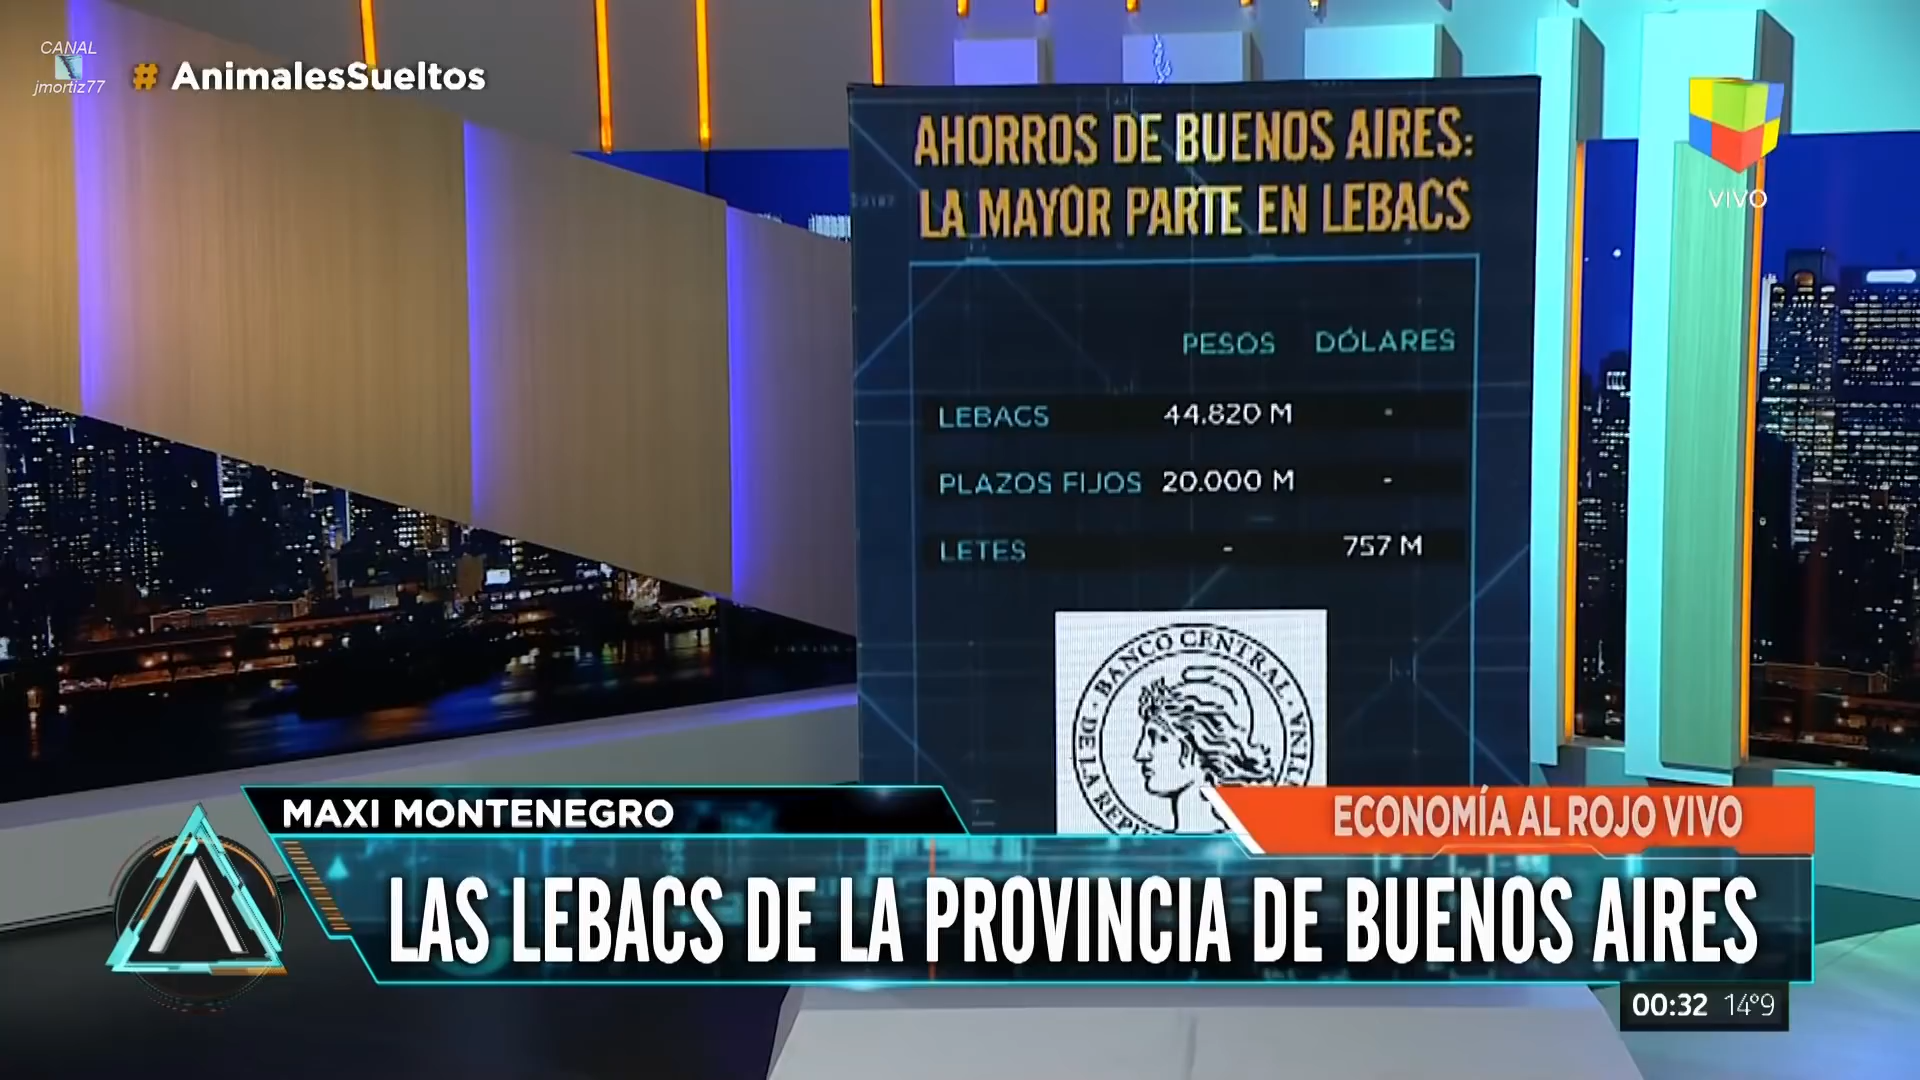 CANAL
jmortiz77
# AnimalesSueltos
VIVO
AHORROS DE BUENOS AIRES:
LA MAYOR PARTE EN LEBACS
PESOS DÓLARES
LEBACS 44.820 M -
PLAZOS FIJOS 20.000 M -
LETES - 757 M
BANCO CENTRAL
DE LA REP
MAXI MONTENEGRO
ECONOMÍA AL ROJO VIVO
LAS LEBACS DE LA PROVINCIA DE BUENOS AIRES
00:32 14°9